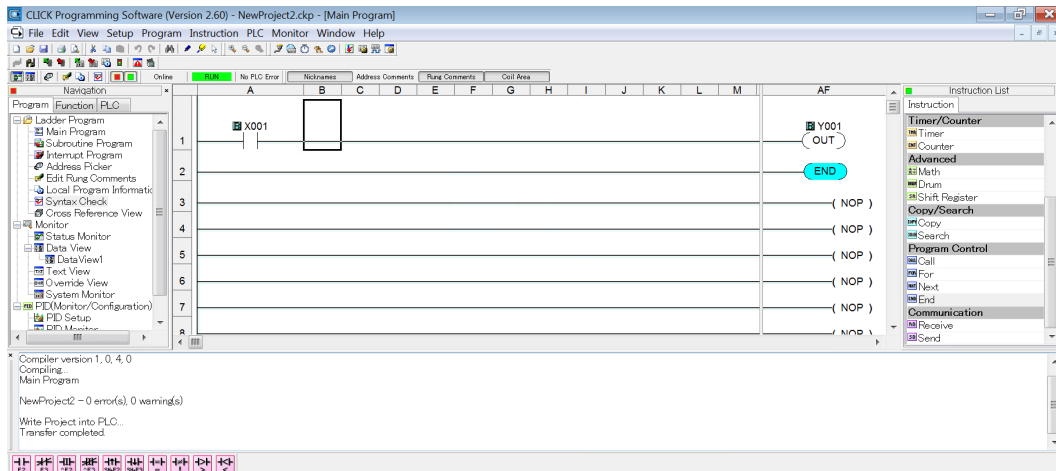 CLICK Programming Software (Version 2.60) - NewProject2.ckp - [Main Program]
File Edit View Setup Program Instruction PLC Monitor Window Help
Online RUN No PLC Error Nicknames Address Comments Rung Comments Coil Area
Navigation
Program Function PLC
Ladder Program
Main Program
Subroutine Program
Interrupt Program
Address Picker
Edit Rung Comments
Local Program Informatic
Syntax Check
Cross Reference View
Monitor
Status Monitor
Data View
DataView1
Text View
Override View
System Monitor
PID(Monitor/Configuration)
PID Setup
PID Monitor
A B C D E F G H I J K L M AF
X001 Y001
1 OUT
2 END
3 ( NOP )
4 ( NOP )
5 ( NOP )
6 ( NOP )
7 ( NOP )
8 ( NOP )
Instruction List
Instruction
Timer/Counter
Timer
Counter
Advanced
Math
Drum
Shift Register
Copy/Search
Copy
Search
Program Control
Call
For
Next
End
Communication
Receive
Send
Compiler version 1, 0, 4, 0
Compiling...
Main Program
NewProject2 - 0 error(s), 0 warning(s)
Write Project into PLC...
Transfer completed.